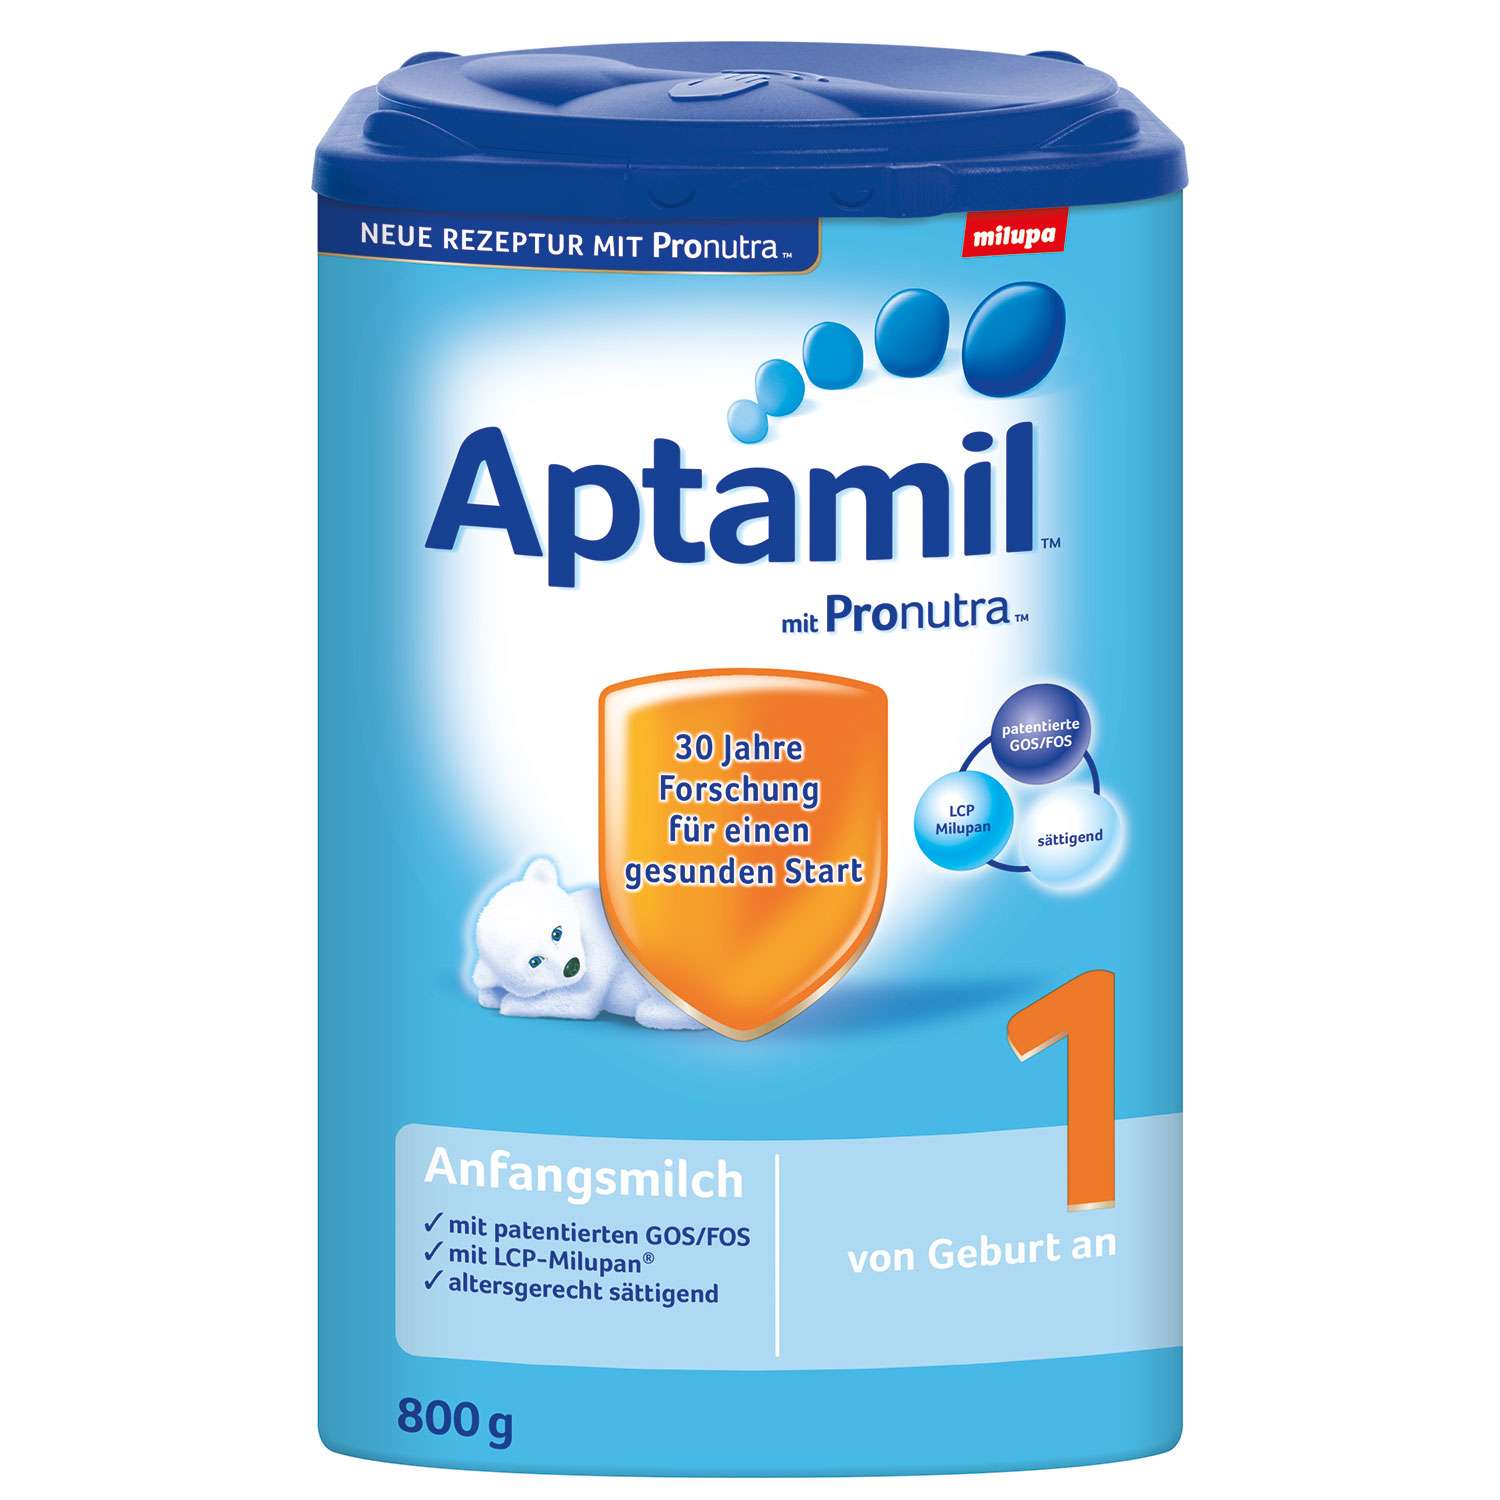 NEUE REZEPTUR MIT Pronutra™
milupa
Aptamil™
mit Pronutra™
30 Jahre
Forschung
für einen
gesunden Start
patentierte
GOS/FOS
LCP
Milupan
sättigend
1
Anfangsmilch
✓ mit patentierten GOS/FOS
✓ mit LCP-Milupan®
✓ altersgerecht sättigend
von Geburt an
800 g